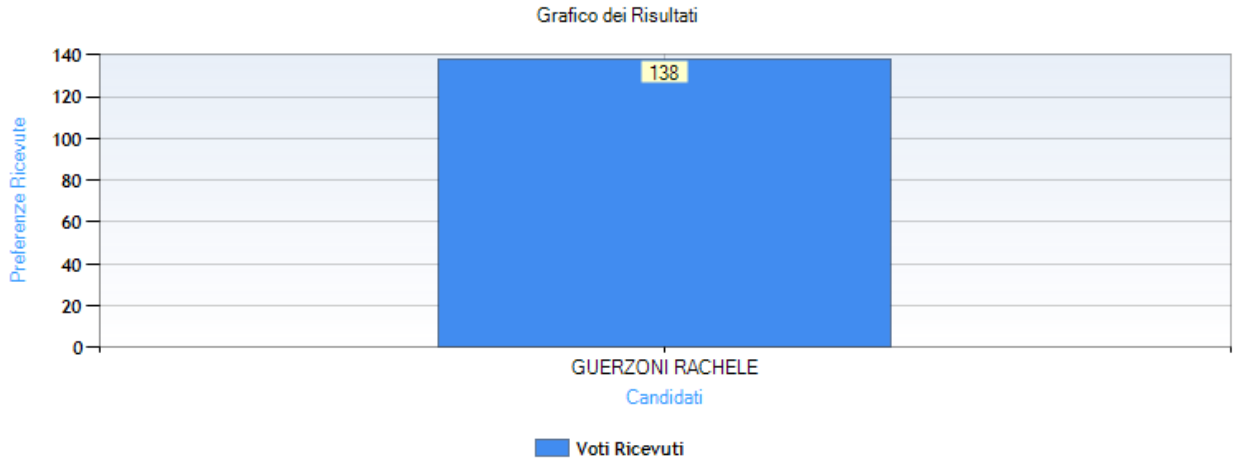 Grafico dei Risultati
140
138
120
100
80
60
40
20
0
Preferenze Ricevute
GUERZONI RACHELE
Candidati
Voti Ricevuti